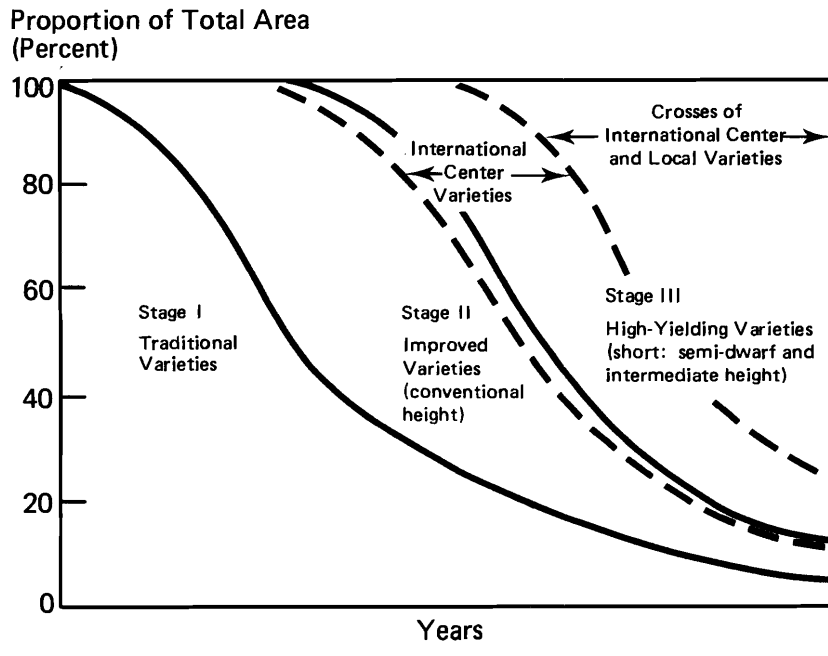 Proportion of Total Area
(Percent)
100
80
60
40
20
0
Crosses of
International Center
and Local Varieties
International
Center
Varieties
Stage I
Traditional
Varieties
Stage II
Improved
Varieties
(conventional
height)
Stage III
High-Yielding Varieties
(short: semi-dwarf and
intermediate height)
Years